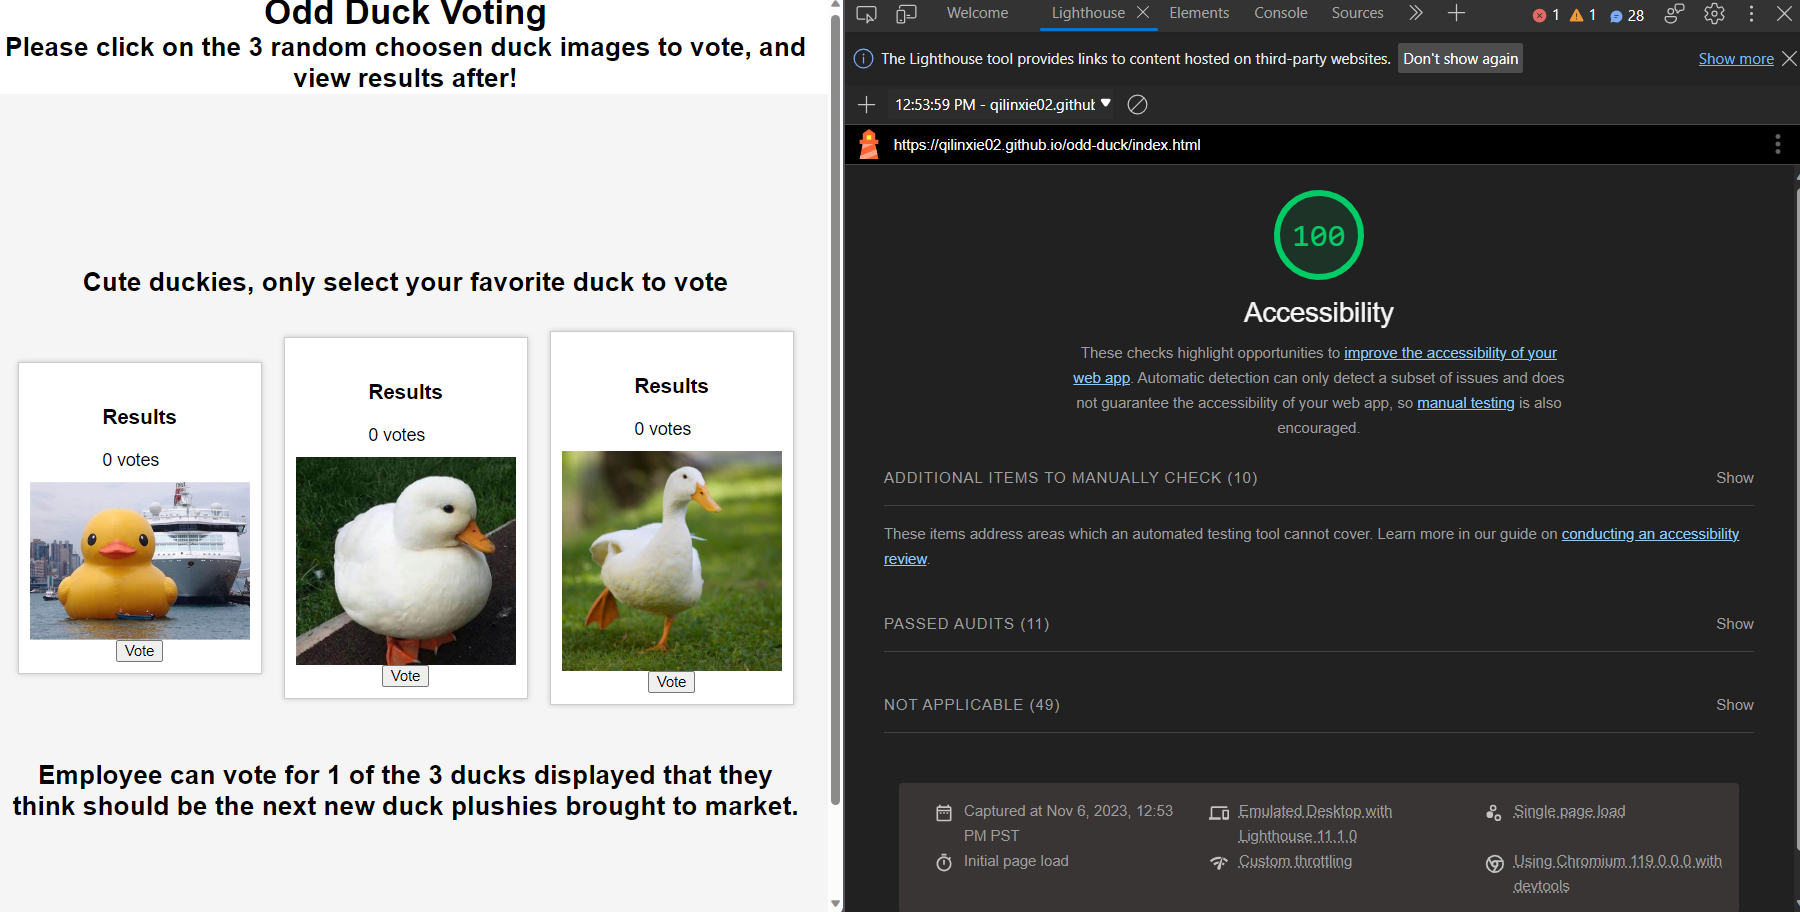 Odd Duck Voting
Please click on the 3 random choosen duck images to vote, and
view results after!
Cute duckies, only select your favorite duck to vote
Results
0 votes
Vote
Results
0 votes
Vote
Results
0 votes
Vote
Employee can vote for 1 of the 3 ducks displayed that they
think should be the next new duck plushies brought to market.
Welcome Lighthouse Elements Console Sources 1 1 28
The Lighthouse tool provides links to content hosted on third-party websites. Don't show again Show more
12:53:59 PM - qilinxie02.github
https://qilinxie02.github.io/odd-duck/index.html
100
Accessibility
These checks highlight opportunities to improve the accessibility of your
web app. Automatic detection can only detect a subset of issues and does
not guarantee the accessibility of your web app, so manual testing is also
encouraged.
ADDITIONAL ITEMS TO MANUALLY CHECK (10) Show
These items address areas which an automated testing tool cannot cover. Learn more in our guide on conducting an accessibility
review.
PASSED AUDITS (11) Show
NOT APPLICABLE (49) Show
Captured at Nov 6, 2023, 12:53
PM PST
Emulated Desktop with
Lighthouse 11.1.0
Single page load
Initial page load
Custom throttling
Using Chromium 119.0.0.0 with
devtools